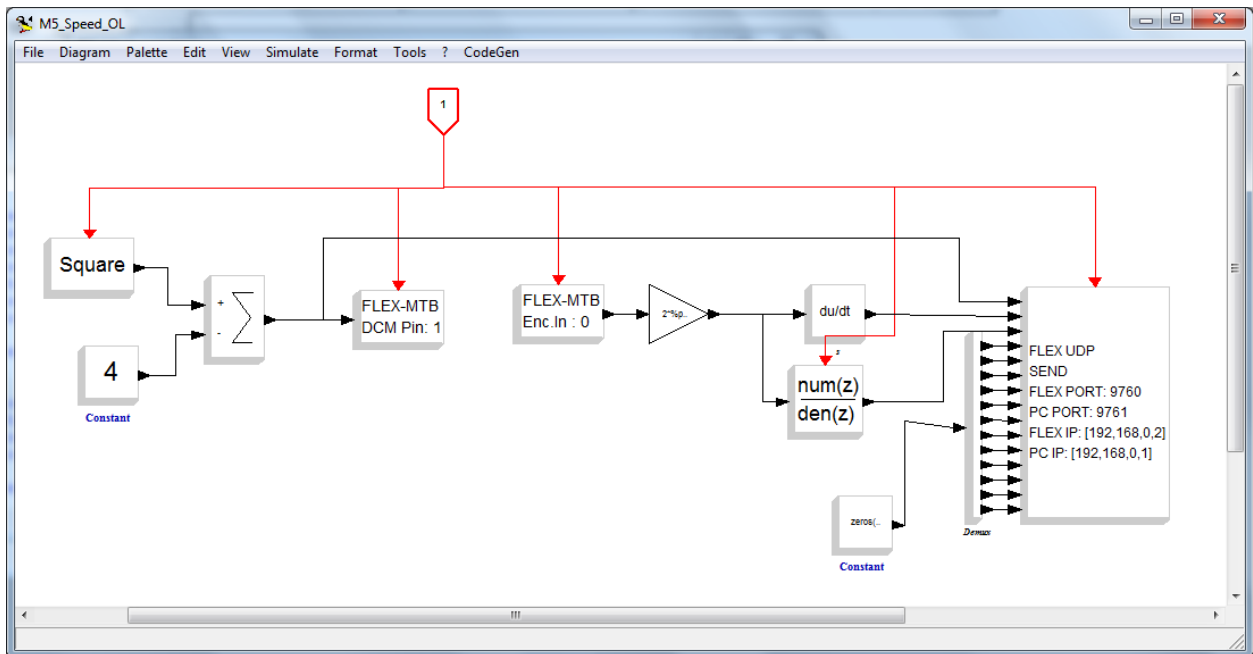 M5_Speed_OL
File Diagram Palette Edit View Simulate Format Tools ? CodeGen
1
Square
+
-
Σ
4
Constant
FLEX-MTB
DCM Pin: 1
FLEX-MTB
Enc.In : 0
2*%p..
du/dt
s
num(z)
den(z)
zeros(..
Constant
Demux
FLEX UDP
SEND
FLEX PORT: 9760
PC PORT: 9761
FLEX IP: [192,168,0,2]
PC IP: [192,168,0,1]